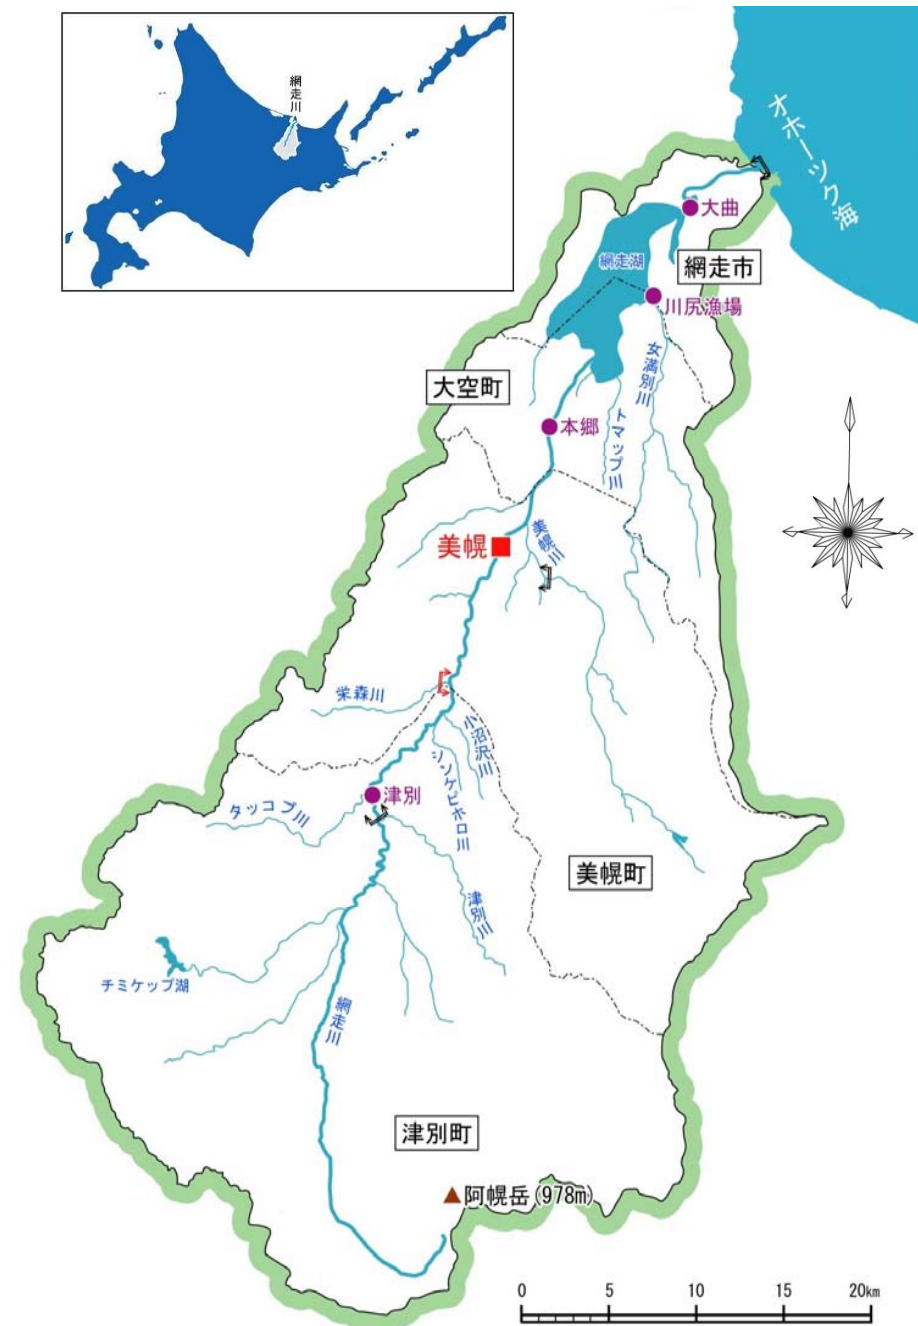 網走川
オホーツク海
大曲
網走湖
網走市
川尻漁場
大空町
女満別川
トマップ川
本郷
美幌
美幌川
栄森川
小沼沢川
シンケピホロ川
津別
タッコブ川
美幌町
津別川
チミケップ湖
網走川
津別町
阿幌岳(978m)
0 5 10 15 20km